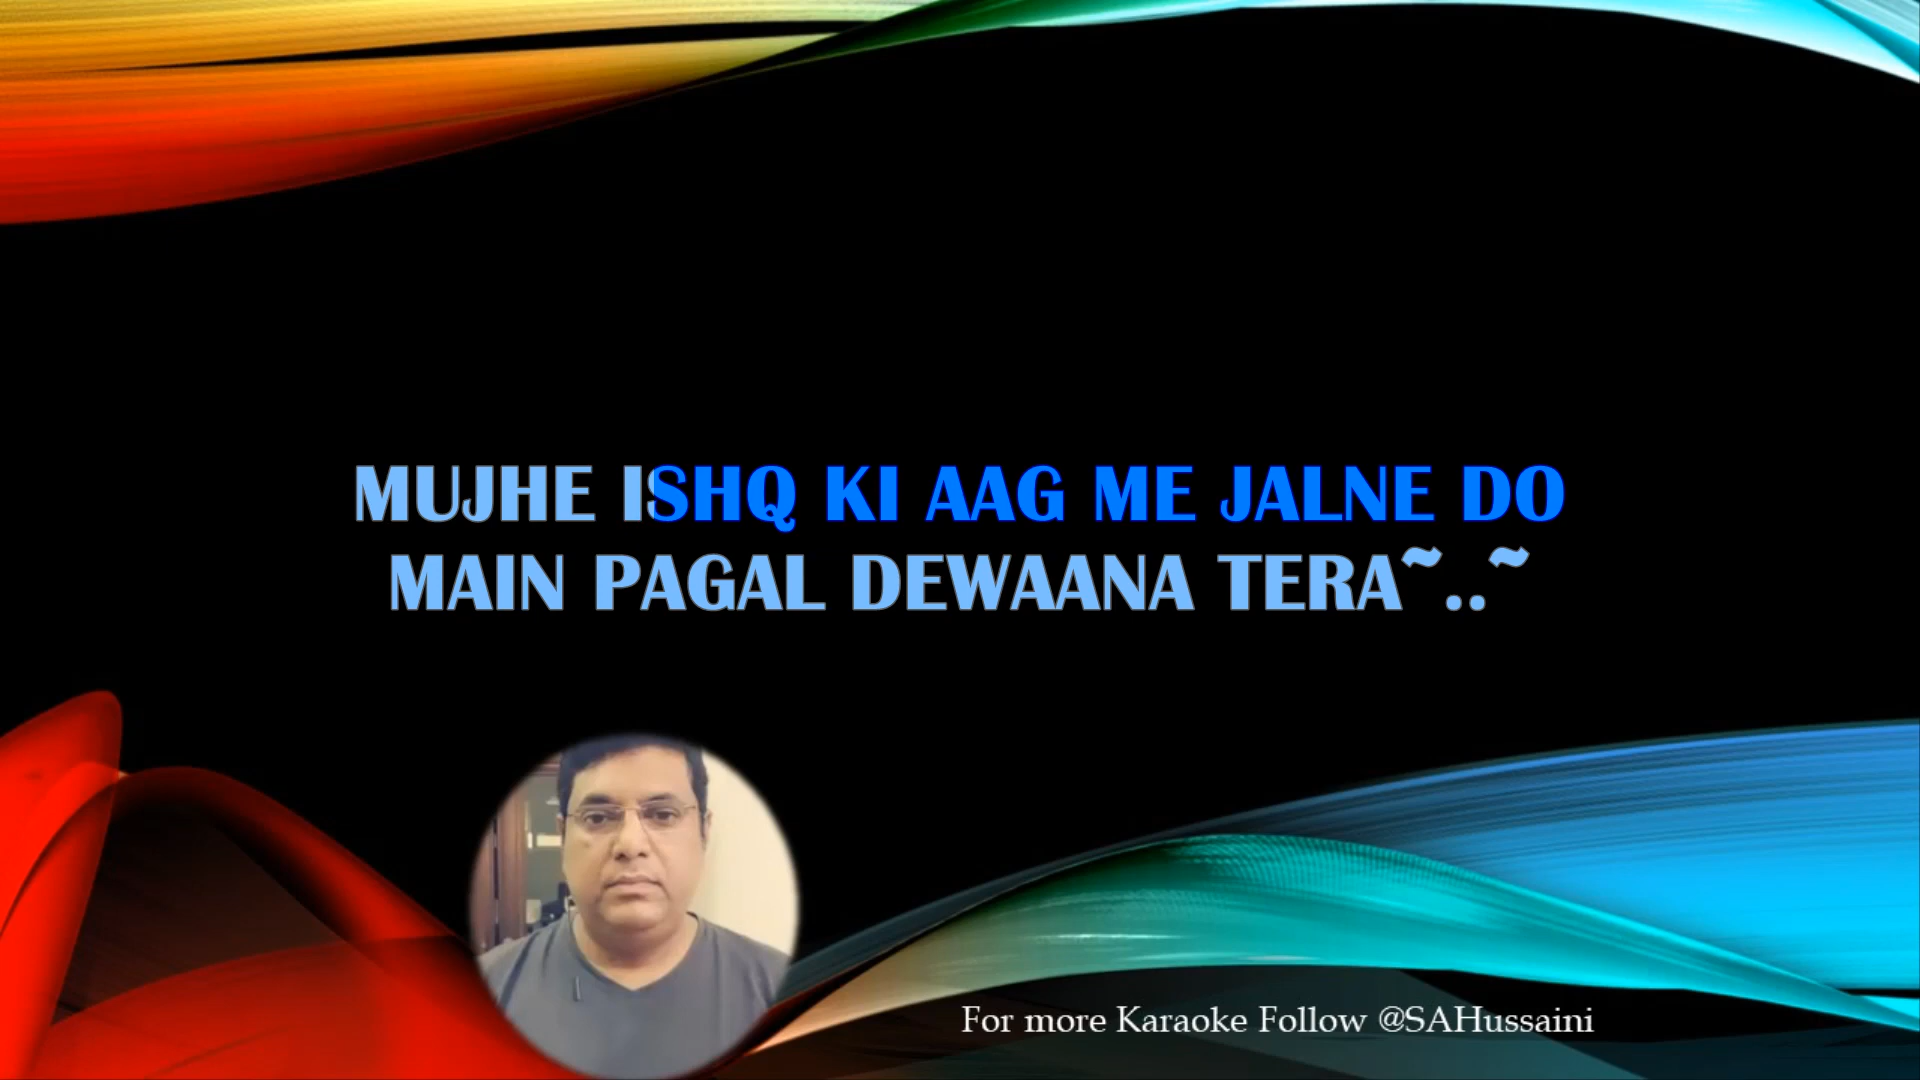 MUJHE ISHQ KI AAG ME JALNE DO
MAIN PAGAL DEWAANA TERA~..~
For more Karaoke Follow @SAHussaini